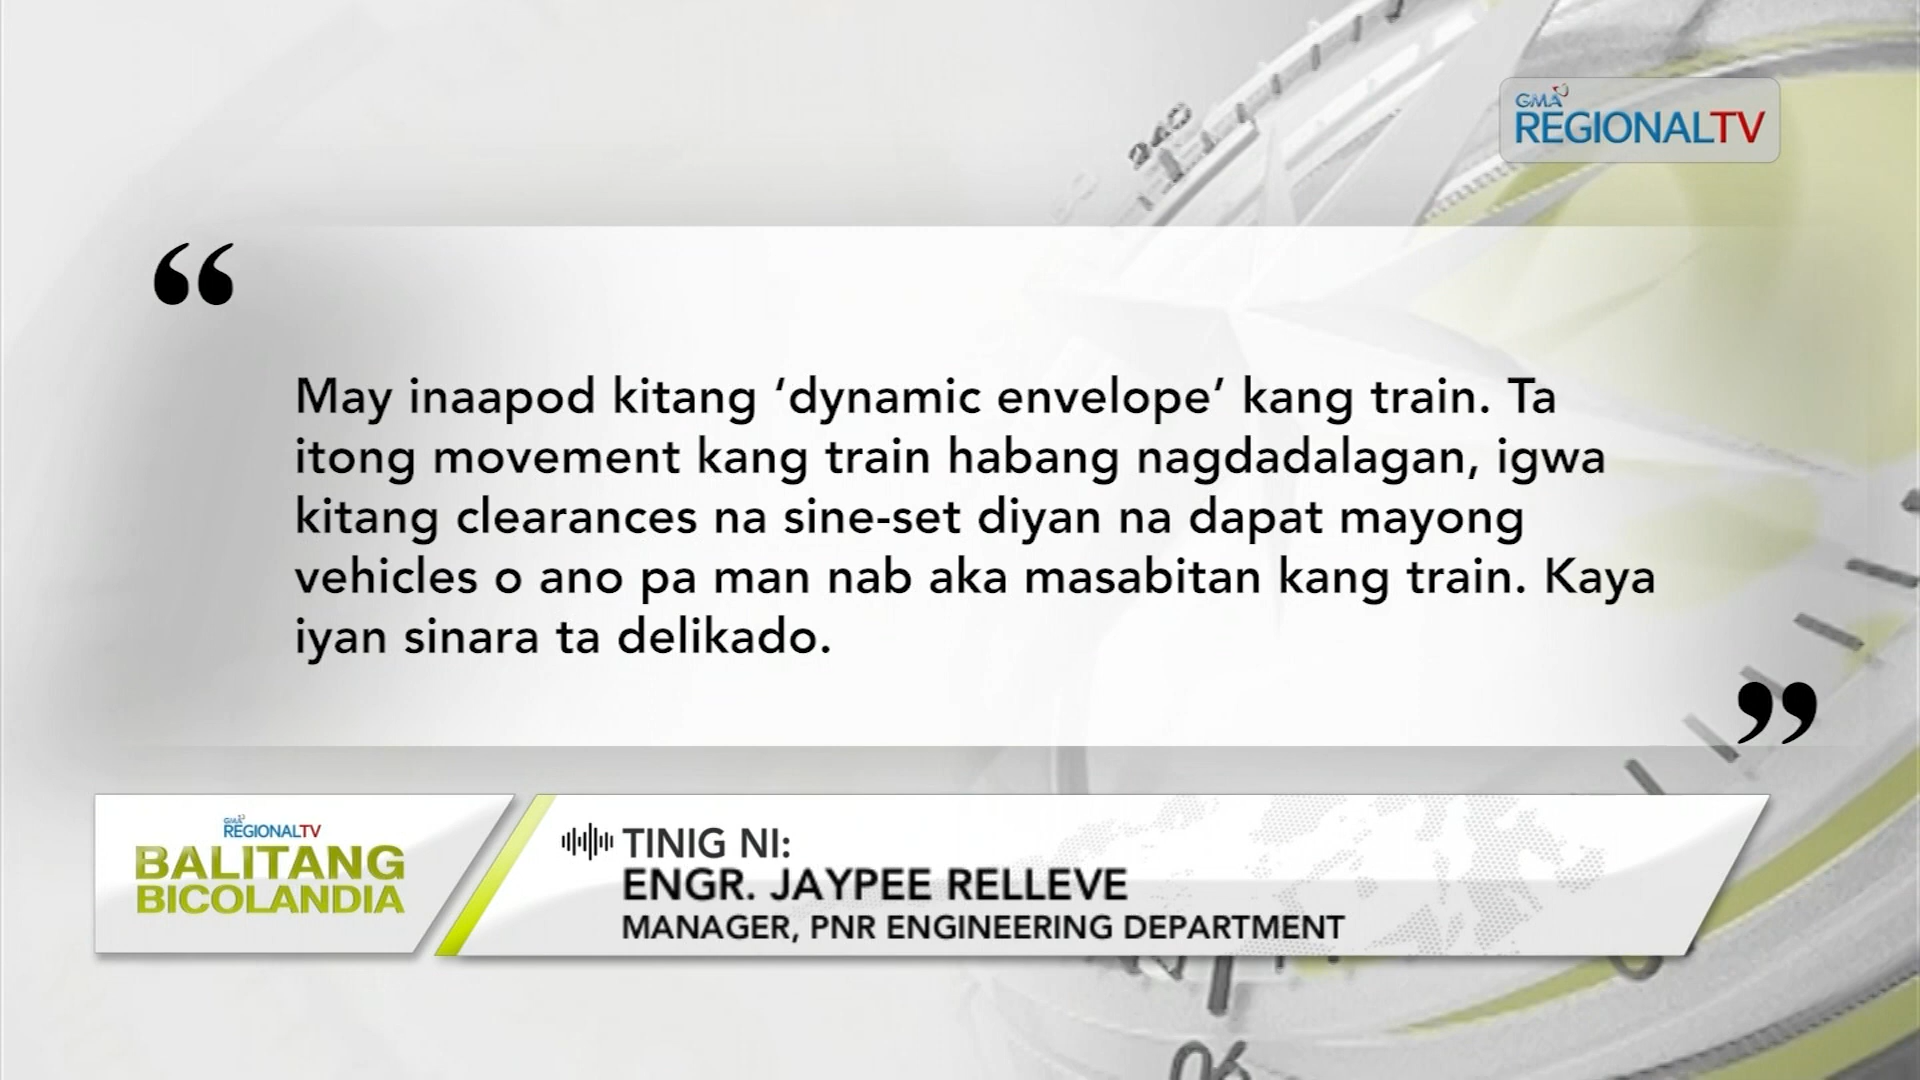 GMA
REGIONALTV
240
“
May inaapod kitang ‘dynamic envelope’ kang train. Ta
itong movement kang train habang nagdadalagan, igwa
kitang clearances na sine-set diyan na dapat mayong
vehicles o ano pa man nab aka masabitan kang train. Kaya
iyan sinara ta delikado.
”
GMA
REGIONALTV
BALITANG
BICOLANDIA
TINIG NI:
ENGR. JAYPEE RELLEVE
MANAGER, PNR ENGINEERING DEPARTMENT